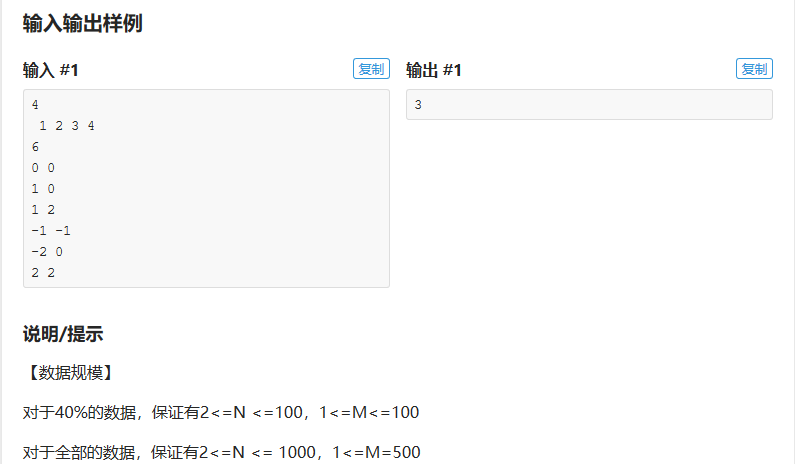 输入输出样例
输入 #1 复制 输出 #1 复制
4 3
1 2 3 4
6
0 0
1 0
1 2
-1 -1
-2 0
2 2
说明/提示
【数据规模】
对于40%的数据，保证有2<=N <=100，1<=M<=100
对于全部的数据，保证有2<=N <= 1000，1<=M=500